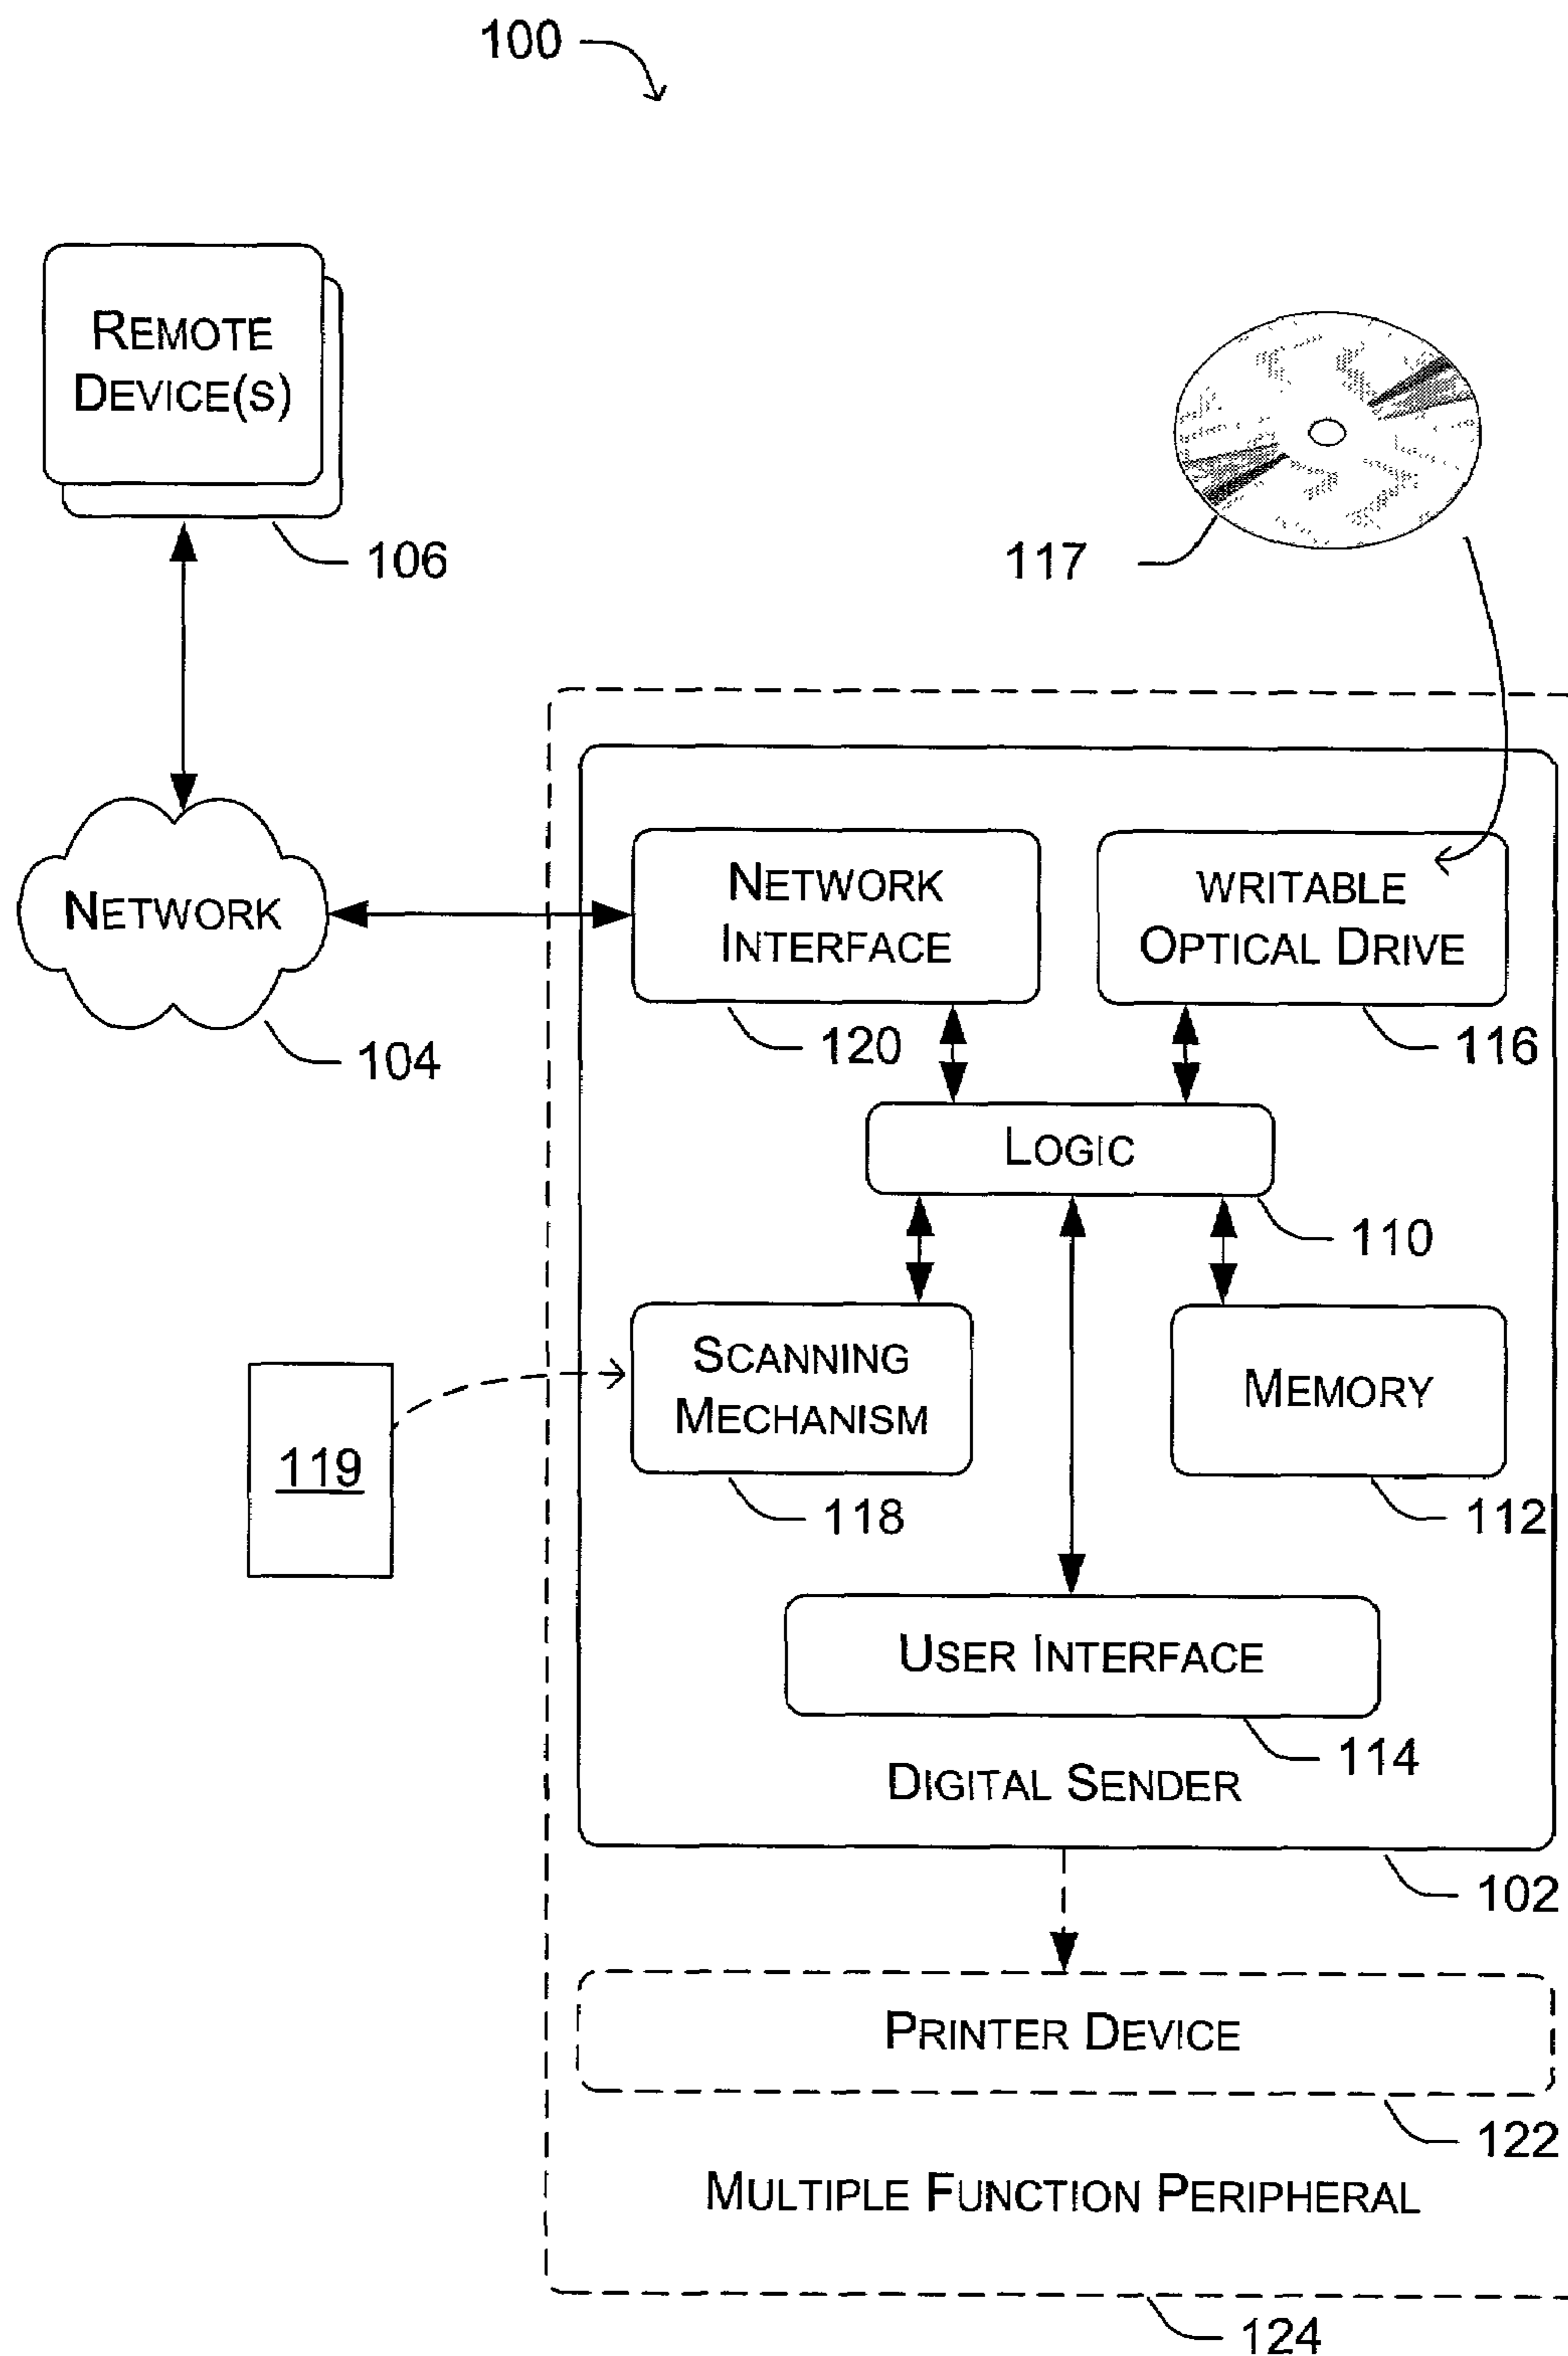 100
REMOTE
DEVICE(S)
106
117
NETWORK
104
NETWORK
INTERFACE
120
WRITABLE
OPTICAL DRIVE
116
LOGIC
110
SCANNING
MECHANISM
118
MEMORY
112
119
USER INTERFACE
114
DIGITAL SENDER
102
PRINTER DEVICE
122
MULTIPLE FUNCTION PERIPHERAL
124